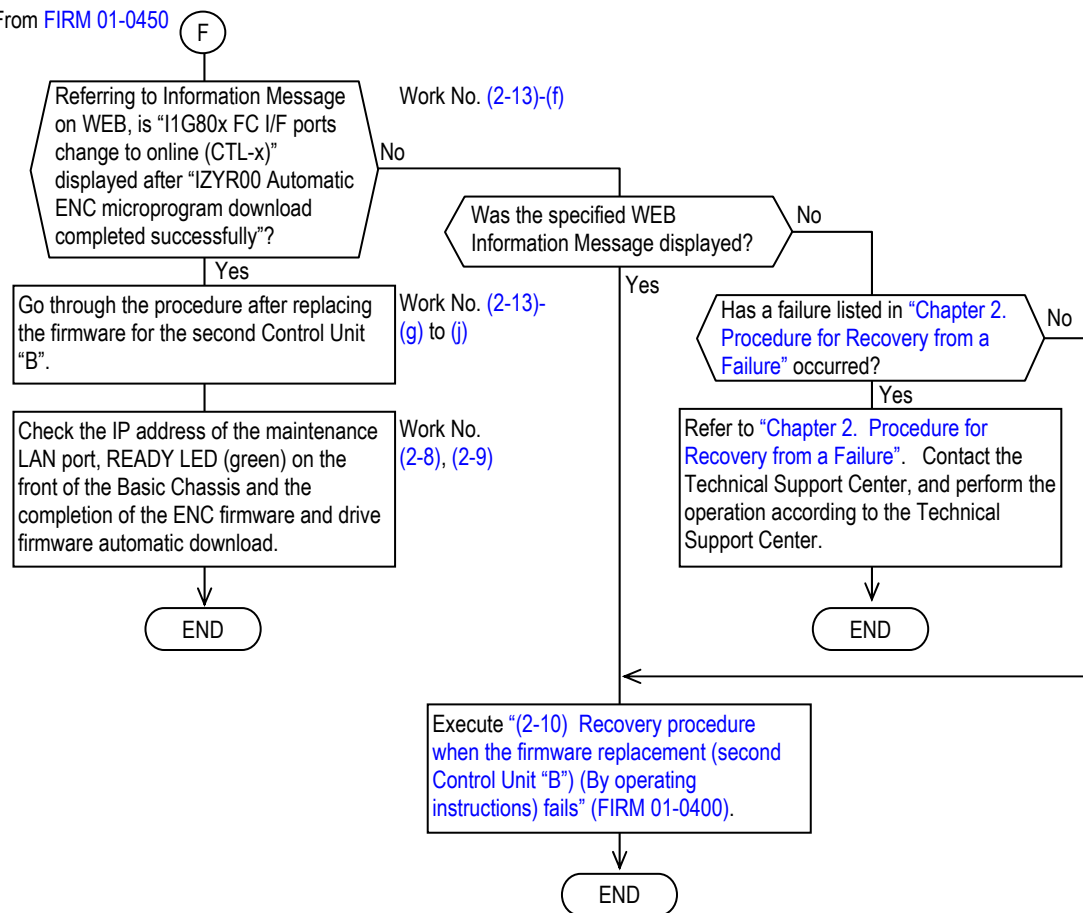 From FIRM 01-0450
F
Referring to Information Message
on WEB, is “I1G80x FC I/F ports
change to online (CTL-x)”
displayed after “IZYR00 Automatic
ENC microprogram download
completed successfully”?
Work No. (2-13)-(f)
No
Yes
Was the specified WEB
Information Message displayed?
No
Yes
Go through the procedure after replacing
the firmware for the second Control Unit
“B”.
Work No. (2-13)-
(g) to (j)
Has a failure listed in “Chapter 2.
Procedure for Recovery from a
Failure” occurred?
No
Yes
Check the IP address of the maintenance
LAN port, READY LED (green) on the
front of the Basic Chassis and the
completion of the ENC firmware and drive
firmware automatic download.
Work No.
(2-8), (2-9)
Refer to “Chapter 2. Procedure for
Recovery from a Failure”. Contact the
Technical Support Center, and perform the
operation according to the Technical
Support Center.
END
END
Execute “(2-10) Recovery procedure
when the firmware replacement (second
Control Unit “B”) (By operating
instructions) fails” (FIRM 01-0400).
END